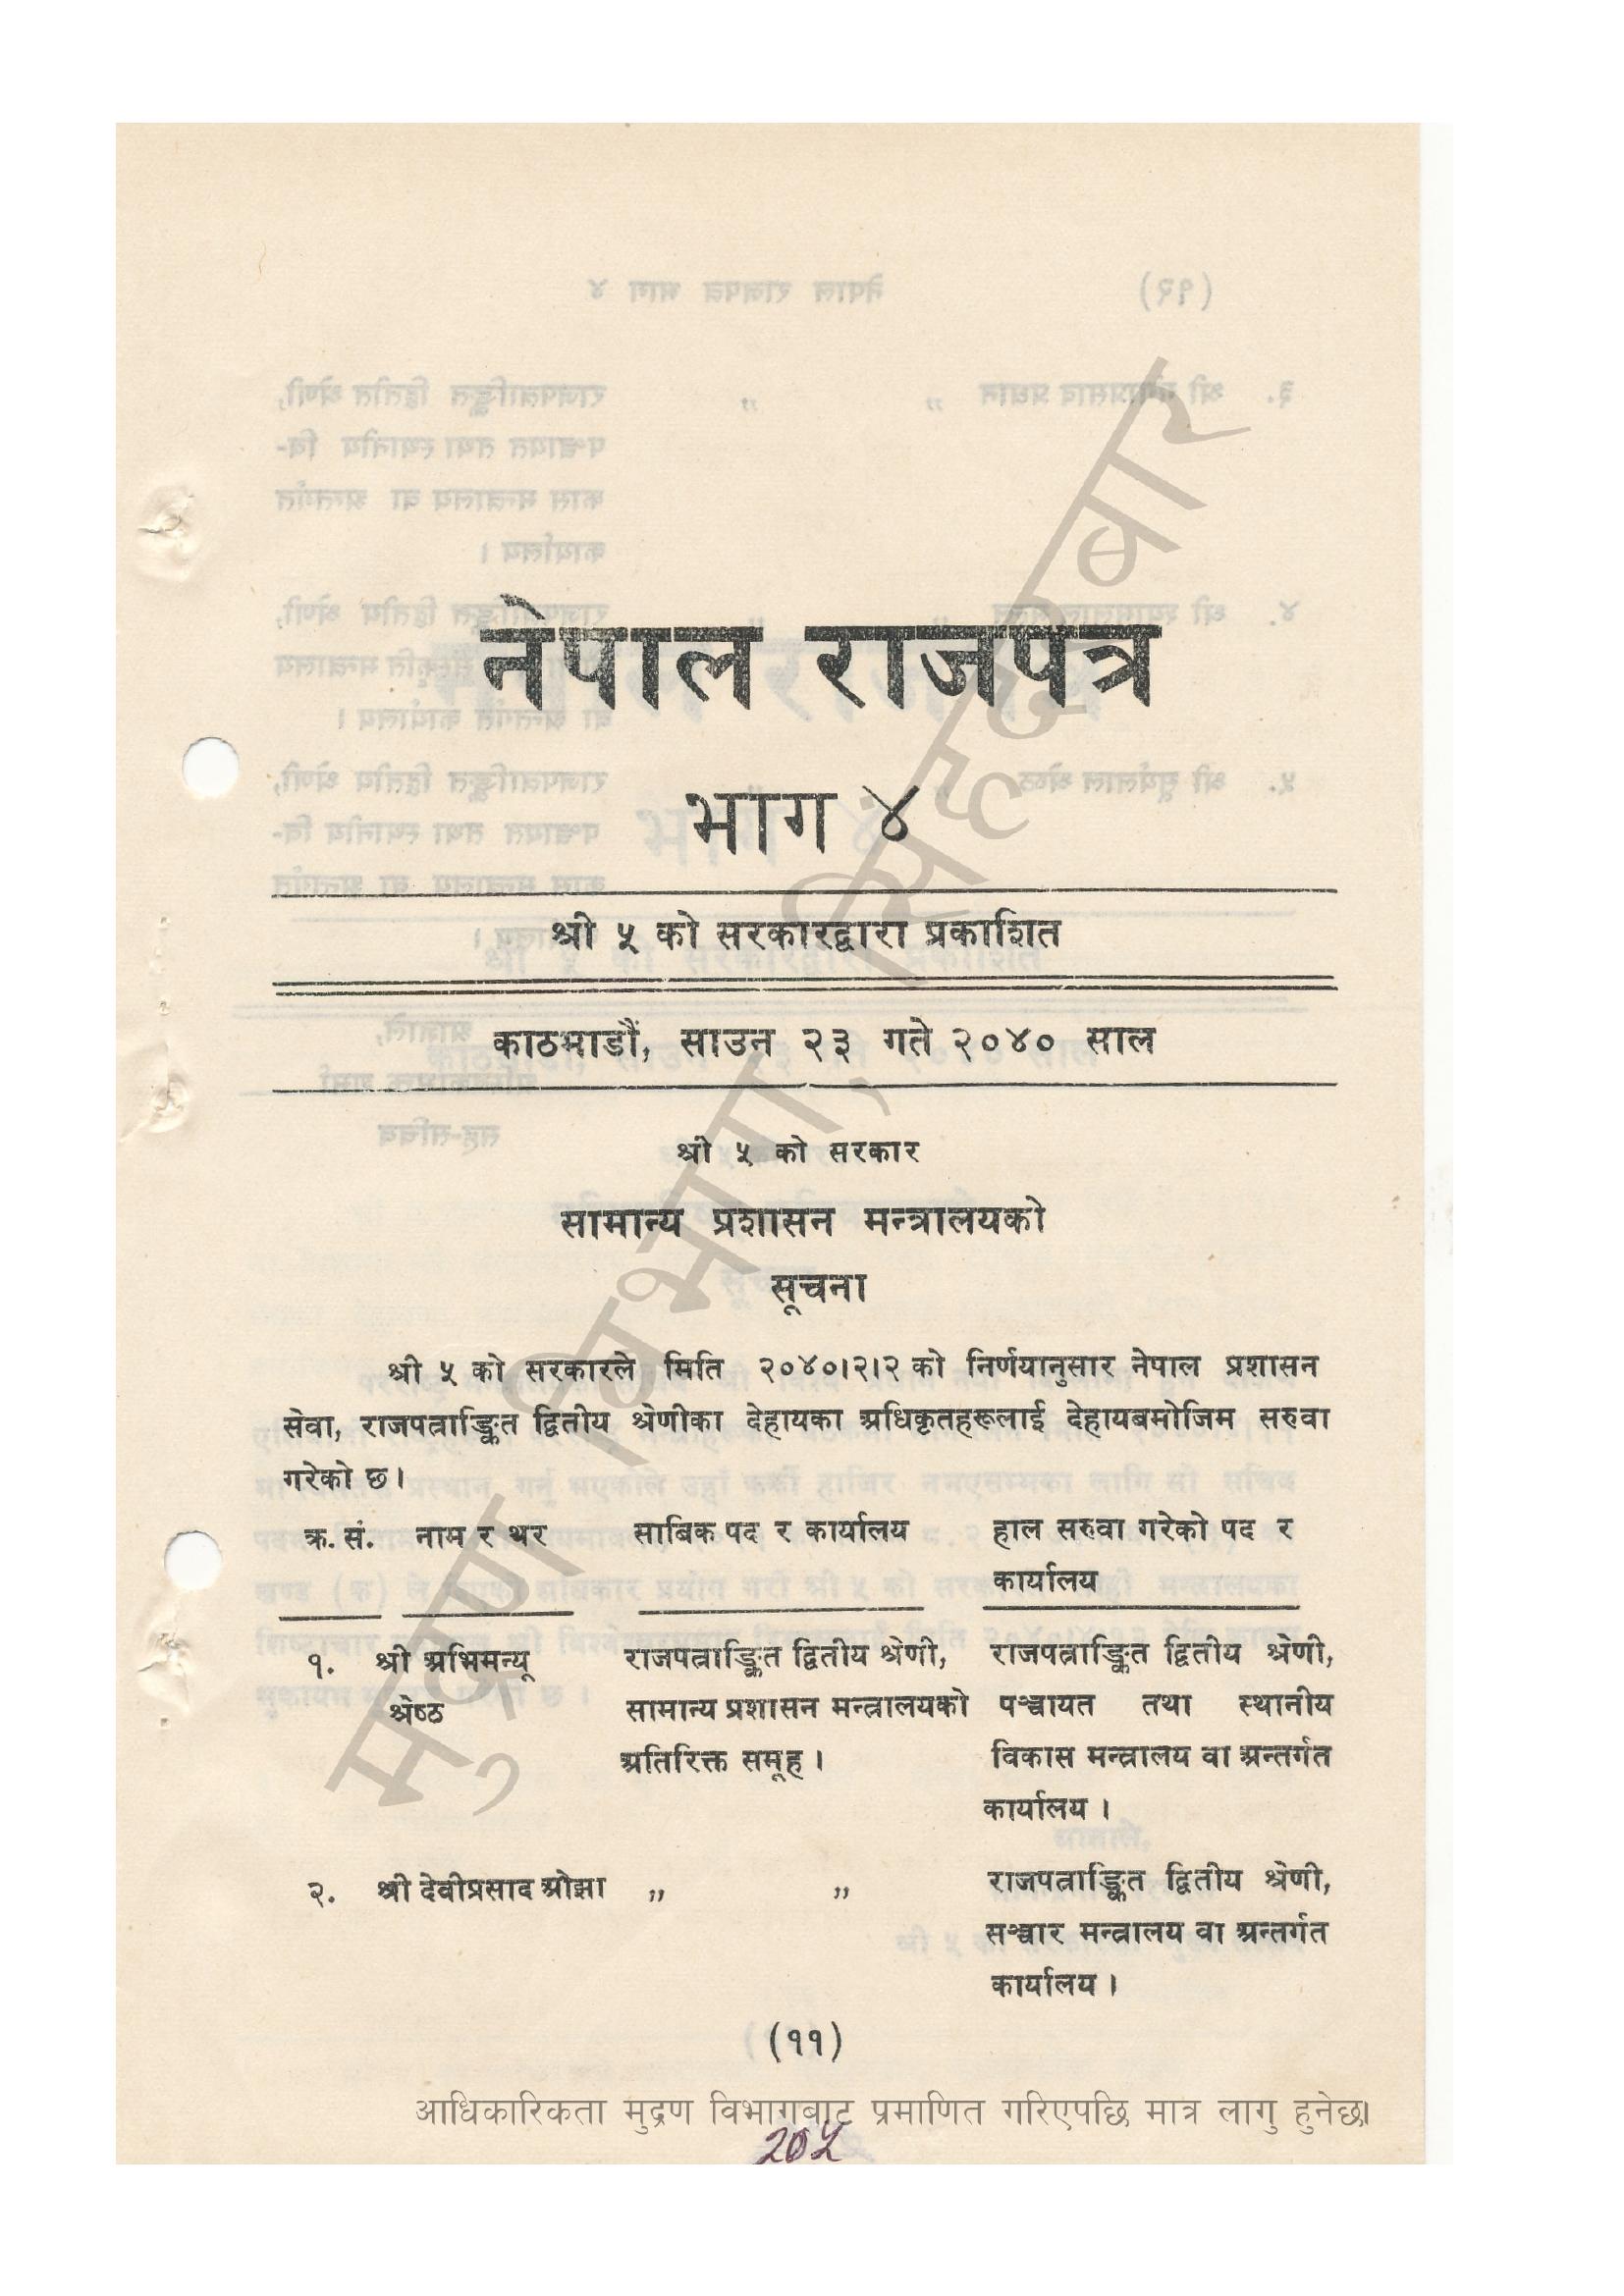 नेपाल राजपत्र
भाग ४
श्री ५ को सरकारद्वारा प्रकाशित
काठमाडौं, साउन २३ गते २०४० साल
श्री ५ को सरकार
सामान्य प्रशासन मन्त्रालयको
सूचना
श्री ५ को सरकारले मिति २०४०।२।२ को निर्णयानुसार नेपाल प्रशासन
सेवा, राजपत्राङ्कित द्वितीय श्रेणीका देहायका अधिकृतहरूलाई देहायबमोजिम सरुवा
गरेको छ।
क्र. सं. नाम र थर साबिक पद र कार्यालय हाल सरुवा गरेको पद र
कार्यालय
१. श्री अभिमन्यू राजपत्राङ्कित द्वितीय श्रेणी, राजपत्राङ्कित द्वितीय श्रेणी,
श्रेष्ठ सामान्य प्रशासन मन्त्रालयको पञ्चायत तथा स्थानीय
अतिरिक्त समूह । विकास मन्त्रालय वा अन्तर्गत
कार्यालय ।
२. श्री देवीप्रसाद ओझा ,, ,, राजपत्राङ्कित द्वितीय श्रेणी,
सञ्चार मन्त्रालय वा अन्तर्गत
कार्यालय ।
(११)
आधिकारिकता मुद्रण विभागबाट प्रमाणित गरिएपछि मात्र लागु हुनेछ।
२०५
मुद्रण विभाग, सिंहदरबार